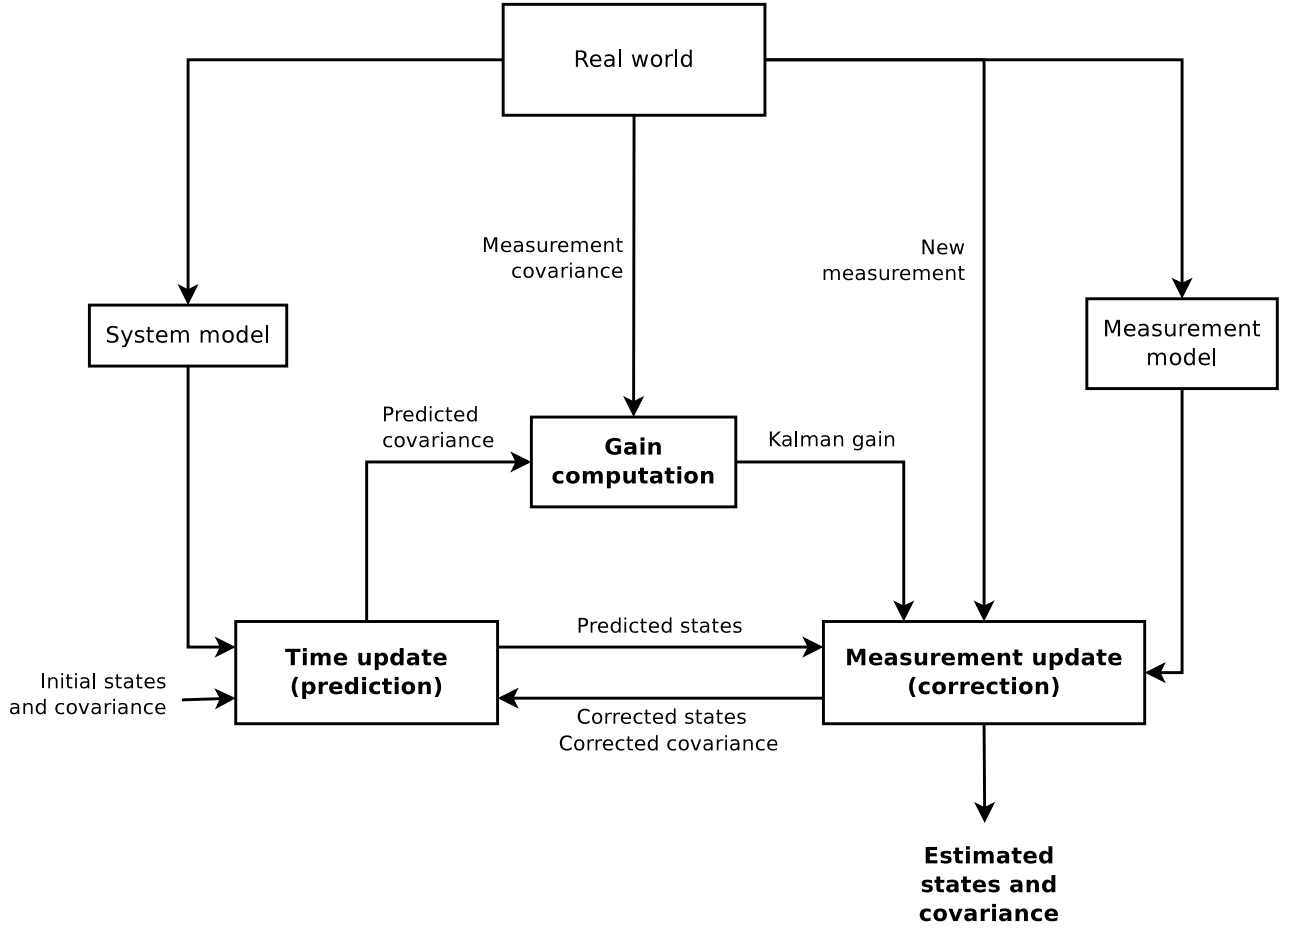 Real world
Measurement
covariance
New
measurement
System model
Measurement
model
Predicted
covariance
Gain
computation
Kalman gain
Predicted states
Time update
(prediction)
Measurement update
(correction)
Initial states
and covariance
Corrected states
Corrected covariance
Estimated
states and
covariance